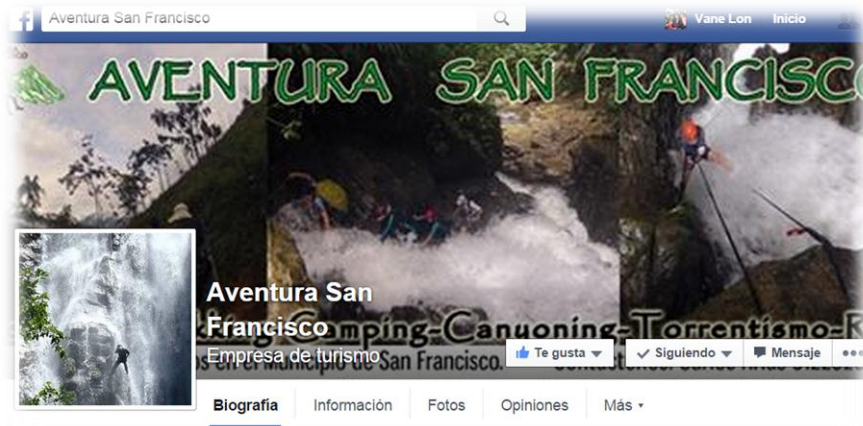 Aventura San Francisco
Vane Lon Inicio
AVENTURA SAN FRANCISCO
Aventura San
Francisco
Empresa de turismo
Camping-Canyoning-Torrentismo-
en el Municipio de San Francisco.
Te gusta
Siguiendo
Mensaje
Biografía Información Fotos Opiniones Más